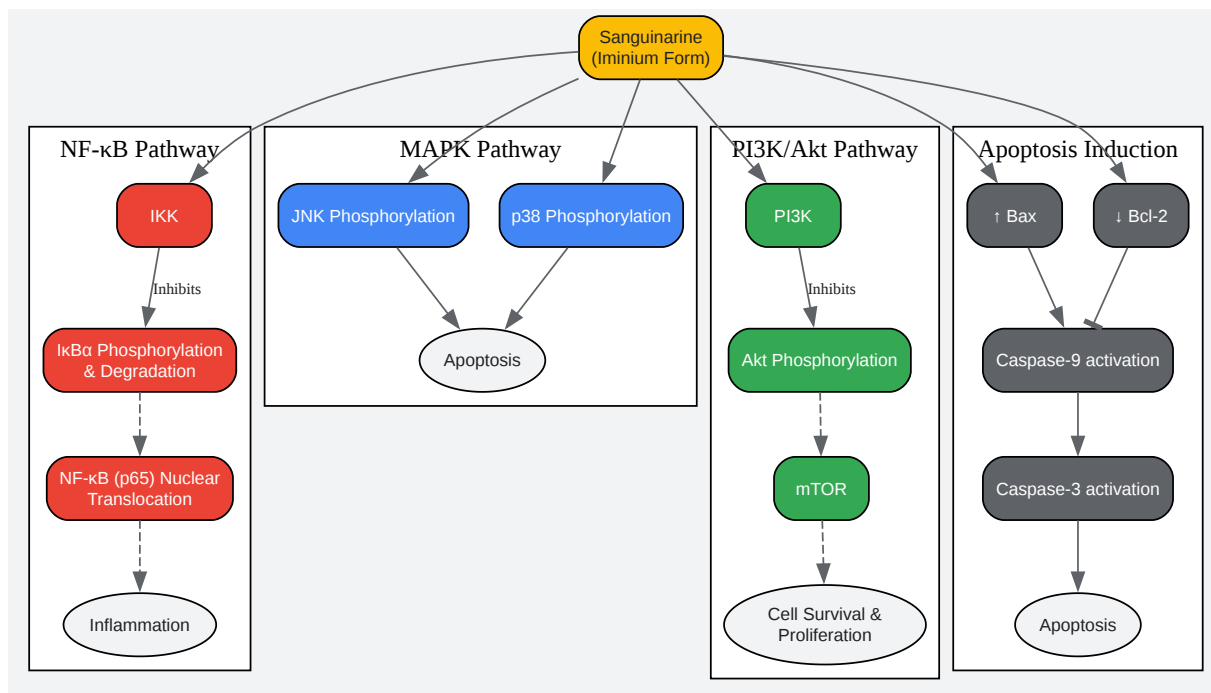 Sanguinarine
(Iminium Form)
NF-κB Pathway
IKK
Inhibits
IκBα Phosphorylation
& Degradation
NF-κB (p65) Nuclear
Translocation
Inflammation
MAPK Pathway
JNK Phosphorylation
p38 Phosphorylation
Apoptosis
PI3K/Akt Pathway
PI3K
Inhibits
Akt Phosphorylation
mTOR
Cell Survival &
Proliferation
Apoptosis Induction
↑ Bax
↓ Bcl-2
Caspase-9 activation
Caspase-3 activation
Apoptosis